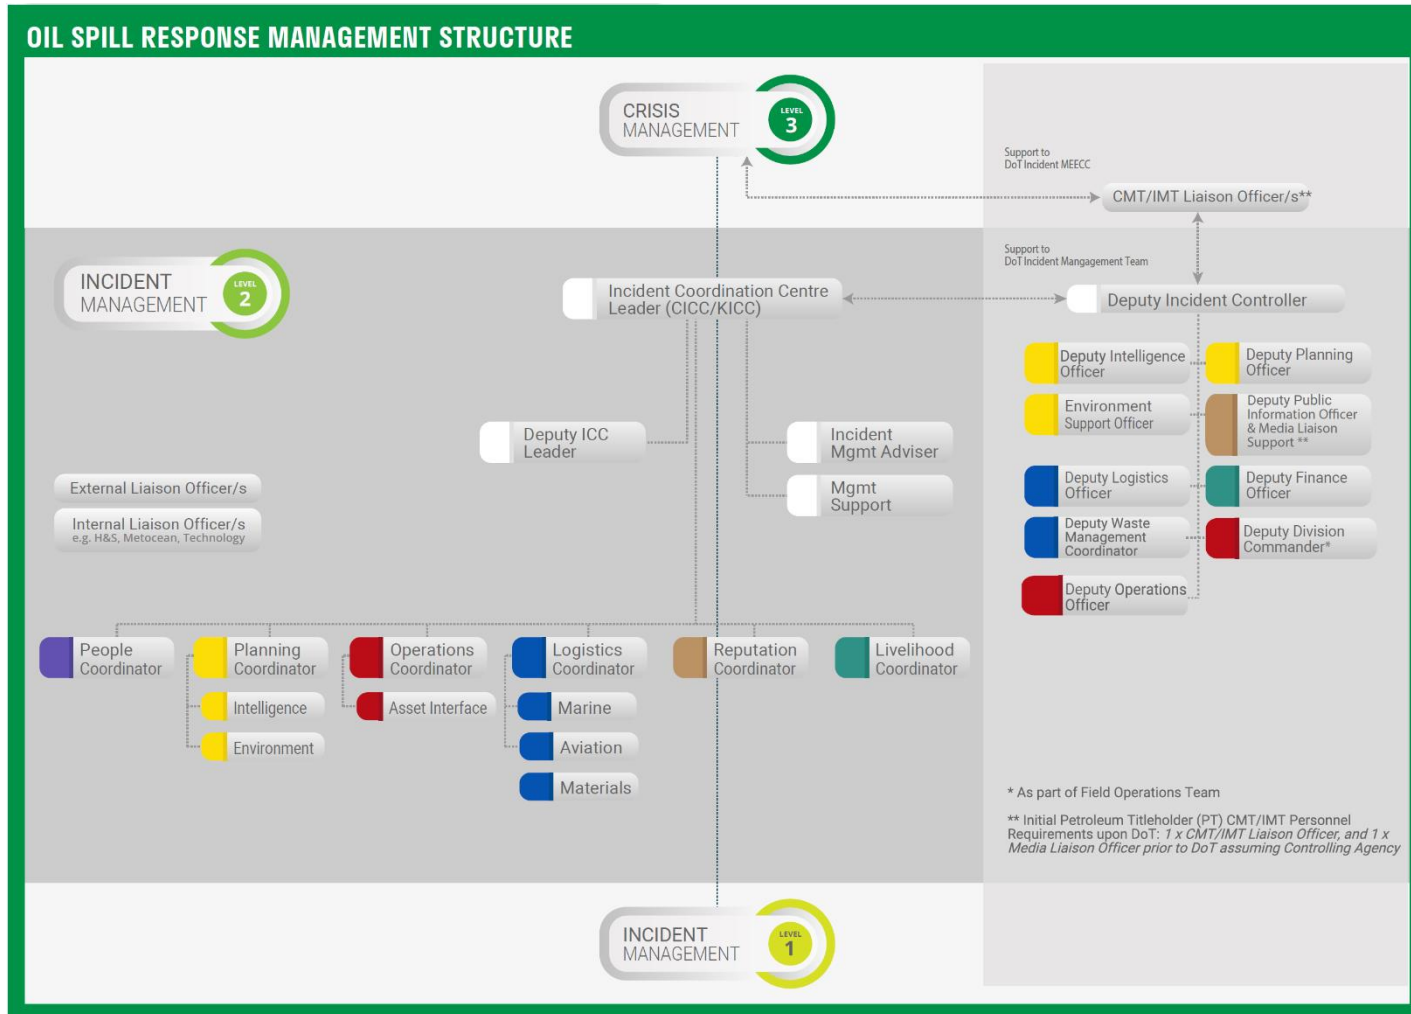 OIL SPILL RESPONSE MANAGEMENT STRUCTURE
CRISIS
MANAGEMENT
LEVEL
3
Support to
DoT Incident MEECC
CMT/IMT Liaison Officer/s**
INCIDENT
MANAGEMENT
LEVEL
2
Support to
DoT Incident Mangagement Team
Incident Coordination Centre
Leader (CICC/KICC)
Deputy Incident Controller
Deputy Intelligence
Officer
Deputy Planning
Officer
Environment
Support Officer
Deputy Public
Information Officer
& Media Liaison
Support **
Deputy ICC
Leader
Incident
Mgmt Adviser
Mgmt
Support
External Liaison Officer/s
Internal Liaison Officer/s
e.g. H&S, Metocean, Technology
Deputy Logistics
Officer
Deputy Finance
Officer
Deputy Waste
Management
Coordinator
Deputy Division
Commander*
Deputy Operations
Officer
People
Coordinator
Planning
Coordinator
Operations
Coordinator
Logistics
Coordinator
Reputation
Coordinator
Livelihood
Coordinator
Intelligence
Asset Interface
Marine
Environment
Aviation
Materials
* As part of Field Operations Team
** Initial Petroleum Titleholder (PT) CMT/IMT Personnel
Requirements upon DoT: 1 x CMT/IMT Liaison Officer, and 1 x
Media Liaison Officer prior to DoT assuming Controlling Agency
INCIDENT
MANAGEMENT
LEVEL
1